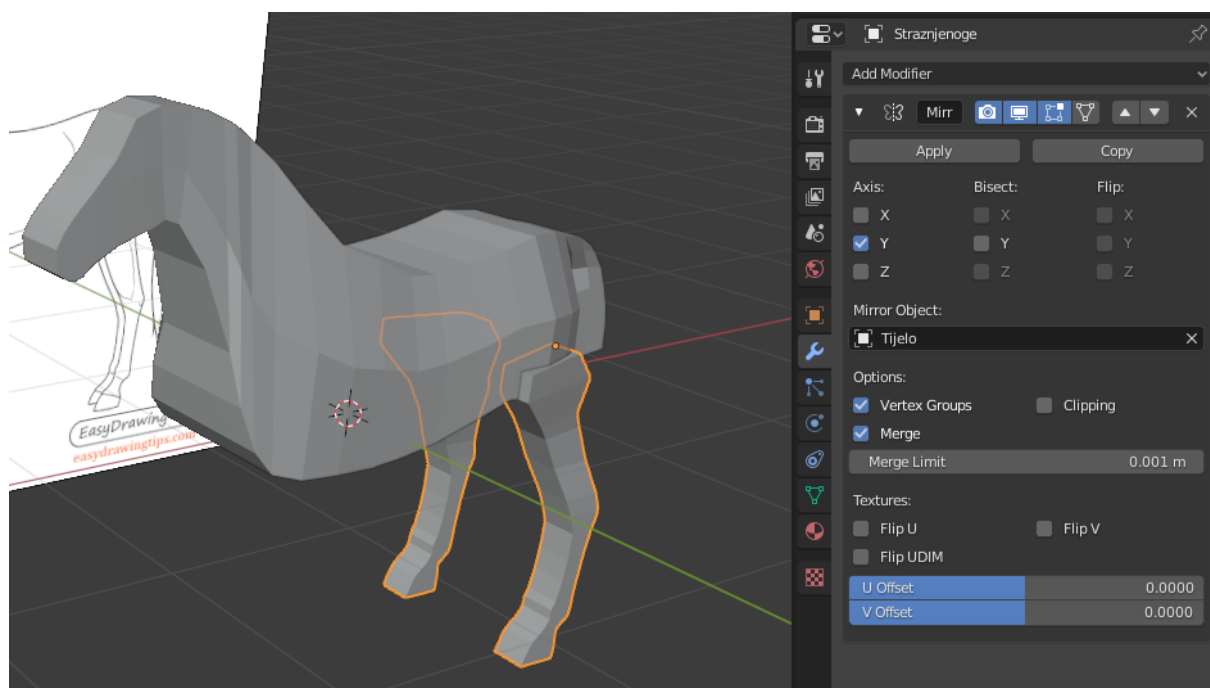 Straznjenoge
Add Modifier
Mirr
Apply Copy
Axis: Bisect: Flip:
X X X
Y Y Y
Z Z Z
Mirror Object:
Tijelo
Options:
Vertex Groups Clipping
Merge
Merge Limit 0.001 m
Textures:
Flip U Flip V
Flip UDIM
U Offset 0.0000
V Offset 0.0000
EasyDrawing
easydrawingtips.com